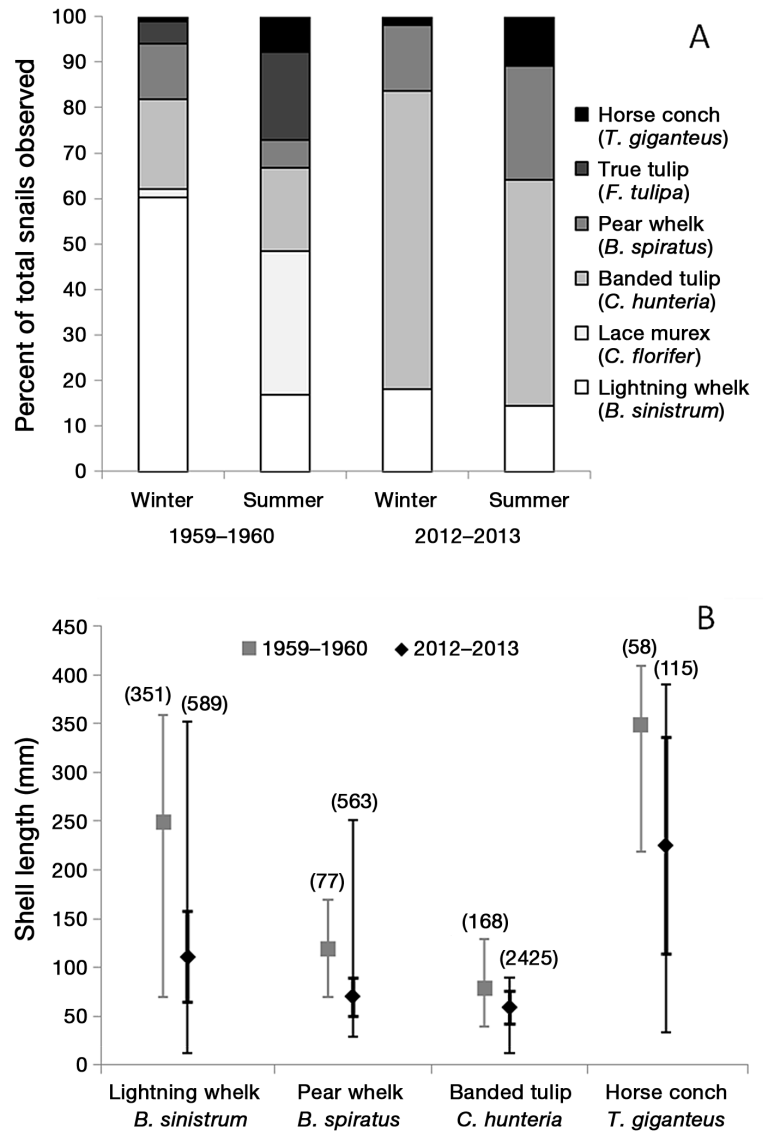 A
Percent of total snails observed
100
90
80
70
60
50
40
30
20
10
0
Winter
Summer
Winter
Summer
1959–1960
2012–2013
Horse conch
(T. giganteus)
True tulip
(F. tulipa)
Pear whelk
(B. spiratus)
Banded tulip
(C. hunteria)
Lace murex
(C. florifer)
Lightning whelk
(B. sinistrum)
B
Shell length (mm)
450
400
350
300
250
200
150
100
50
0
1959–1960
2012–2013
(351)
(589)
(77)
(563)
(168)
(2425)
(58)
(115)
Lightning whelk
B. sinistrum
Pear whelk
B. spiratus
Banded tulip
C. hunteria
Horse conch
T. giganteus